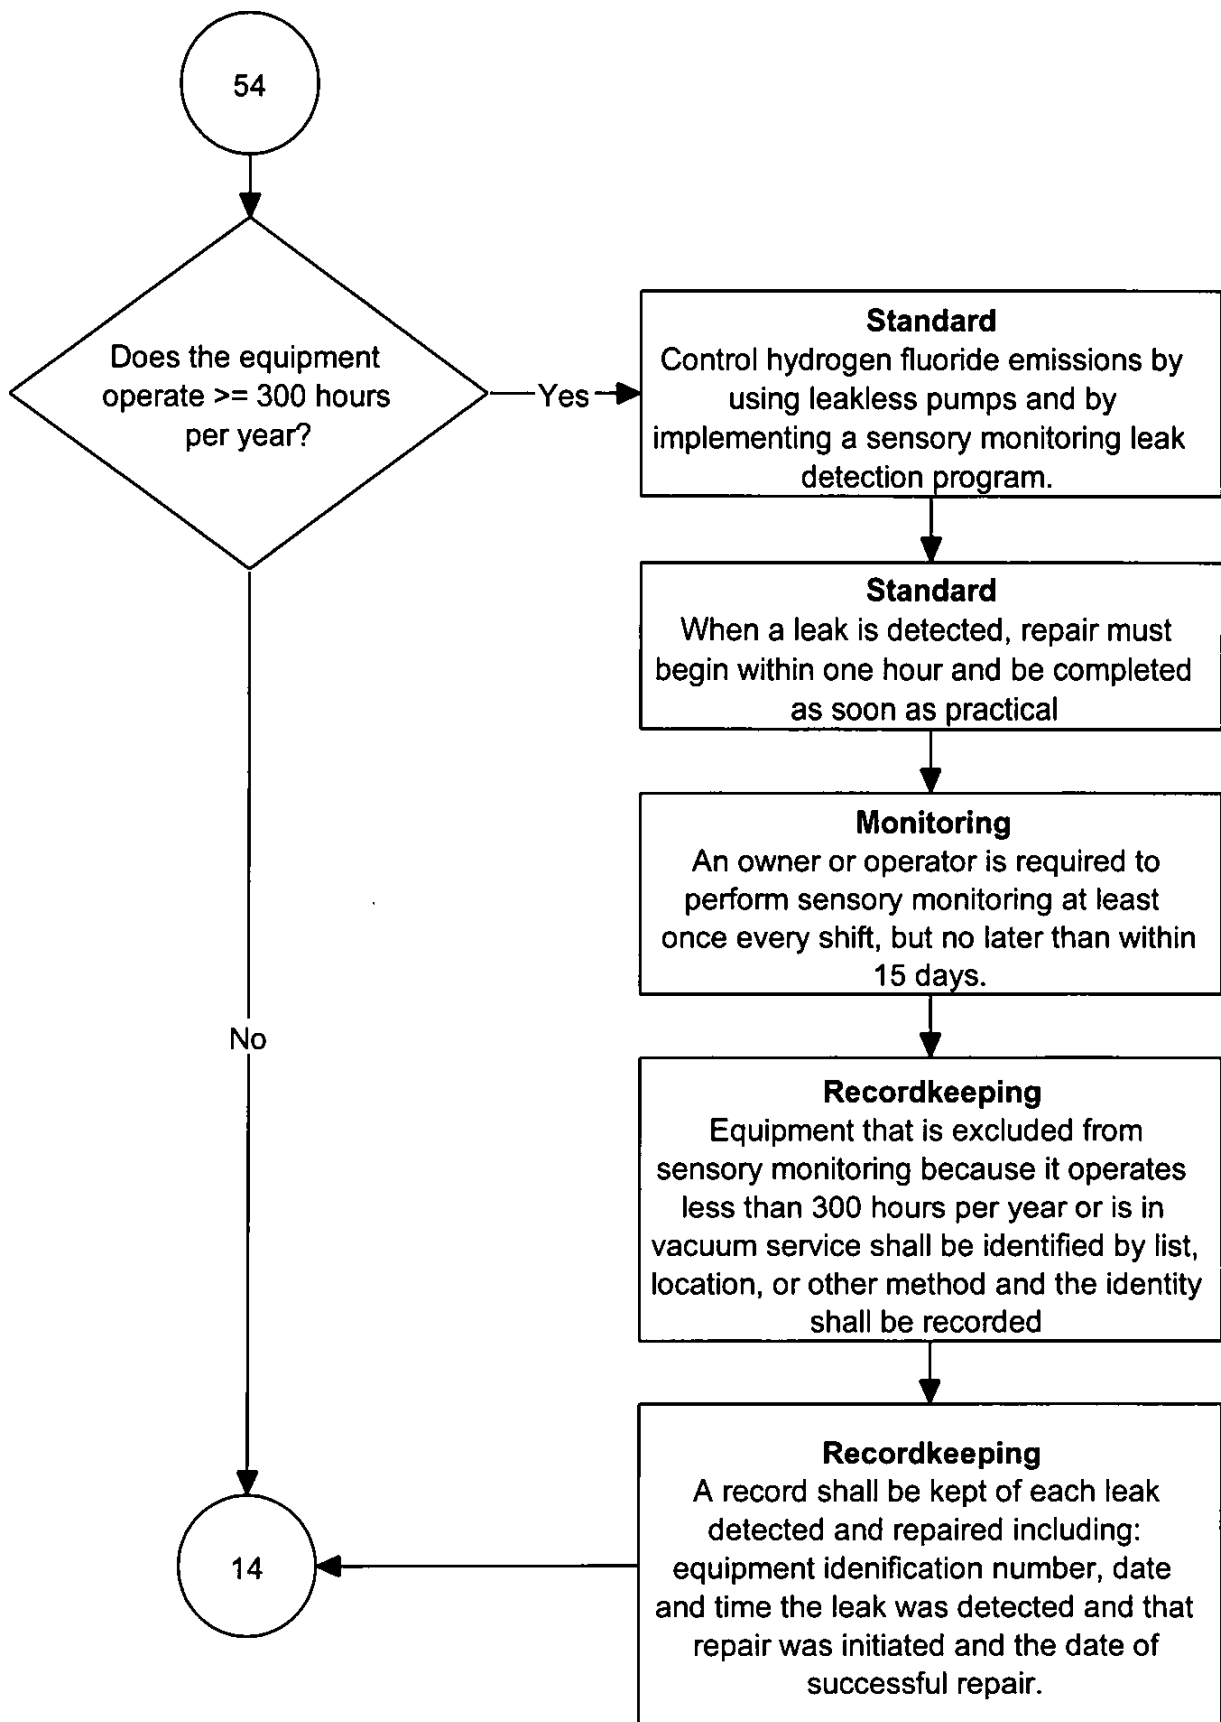 54
Does the equipment
operate >= 300 hours
per year?
Yes
No
Standard
Control hydrogen fluoride emissions by
using leakless pumps and by
implementing a sensory monitoring leak
detection program.
Standard
When a leak is detected, repair must
begin within one hour and be completed
as soon as practical
Monitoring
An owner or operator is required to
perform sensory monitoring at least
once every shift, but no later than within
15 days.
Recordkeeping
Equipment that is excluded from
sensory monitoring because it operates
less than 300 hours per year or is in
vacuum service shall be identified by list,
location, or other method and the identity
shall be recorded
Recordkeeping
A record shall be kept of each leak
detected and repaired including:
equipment idenification number, date
and time the leak was detected and that
repair was initiated and the date of
successful repair.
14